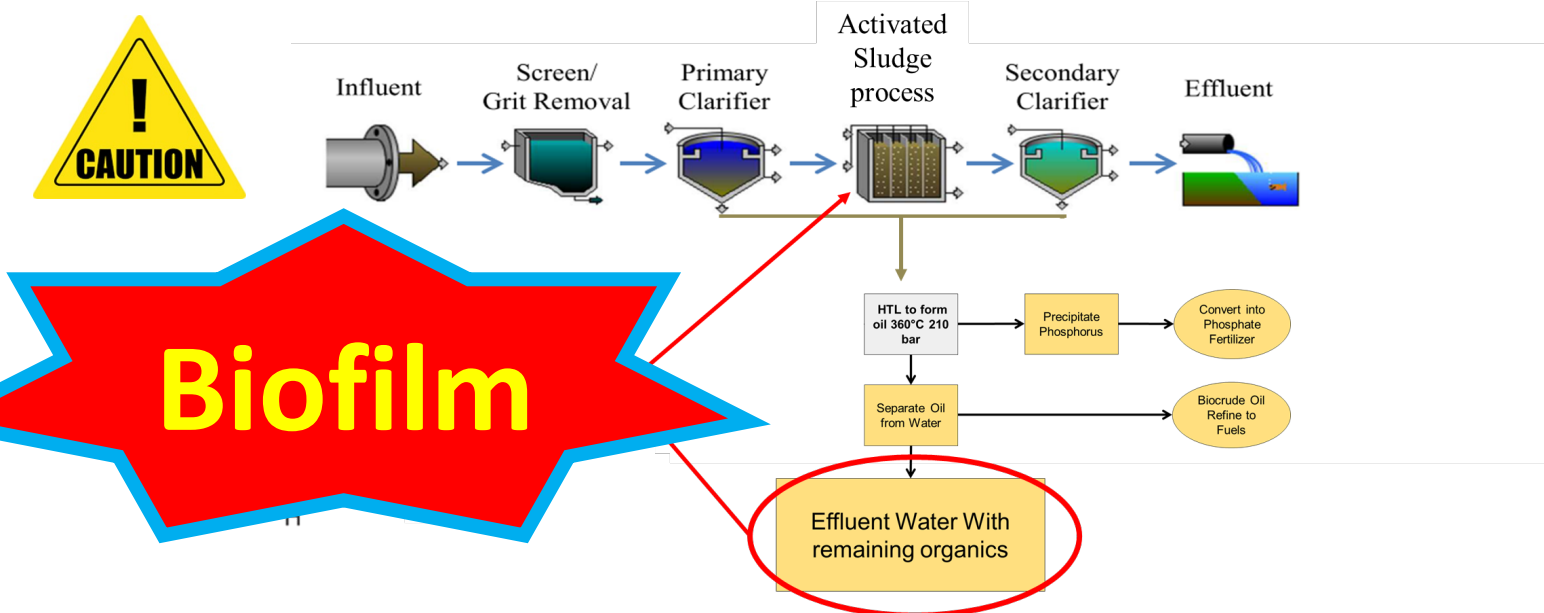 !
CAUTION
Influent
Screen/
Grit Removal
Primary
Clarifier
Activated
Sludge
process
Secondary
Clarifier
Effluent
Biofilm
HTL to form
oil 360°C 210
bar
Precipitate
Phosphorus
Convert into
Phosphate
Fertilizer
Separate Oil
from Water
Biocrude Oil
Refine to
Fuels
Effluent Water With
remaining organics